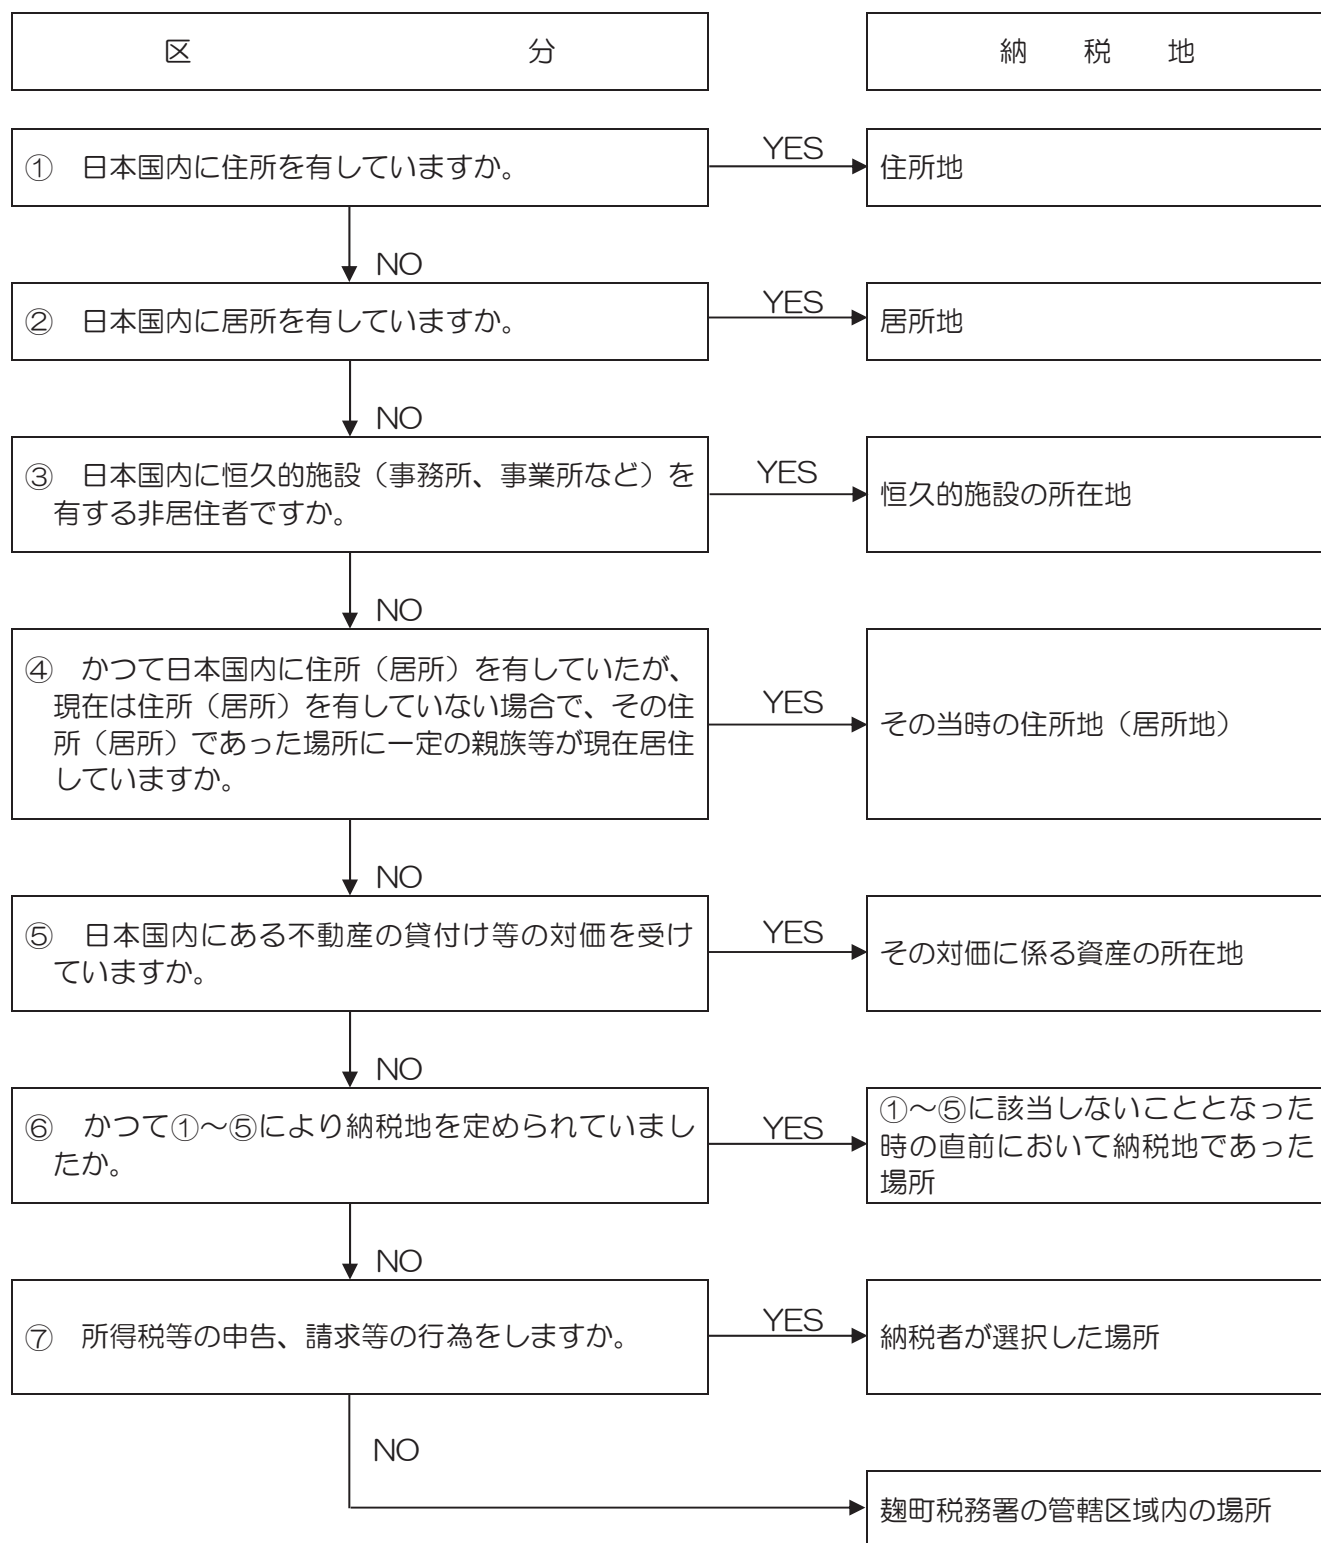 区 分
納 税 地
① 日本国内に住所を有していますか。
YES
住所地
NO
② 日本国内に居所を有していますか。
YES
居所地
NO
③ 日本国内に恒久的施設（事務所、事業所など）を
有する非居住者ですか。
YES
恒久的施設の所在地
NO
④ かつて日本国内に住所（居所）を有していたが、
現在は住所（居所）を有していない場合で、その住
所（居所）であった場所に一定の親族等が現在居住
していますか。
YES
その当時の住所地（居所地）
NO
⑤ 日本国内にある不動産の貸付け等の対価を受け
ていますか。
YES
その対価に係る資産の所在地
NO
⑥ かつて①～⑤により納税地を定められていまし
たか。
YES
①～⑤に該当しないこととなった
時の直前において納税地であった
場所
NO
⑦ 所得税等の申告、請求等の行為をしますか。
YES
納税者が選択した場所
NO
麹町税務署の管轄区域内の場所